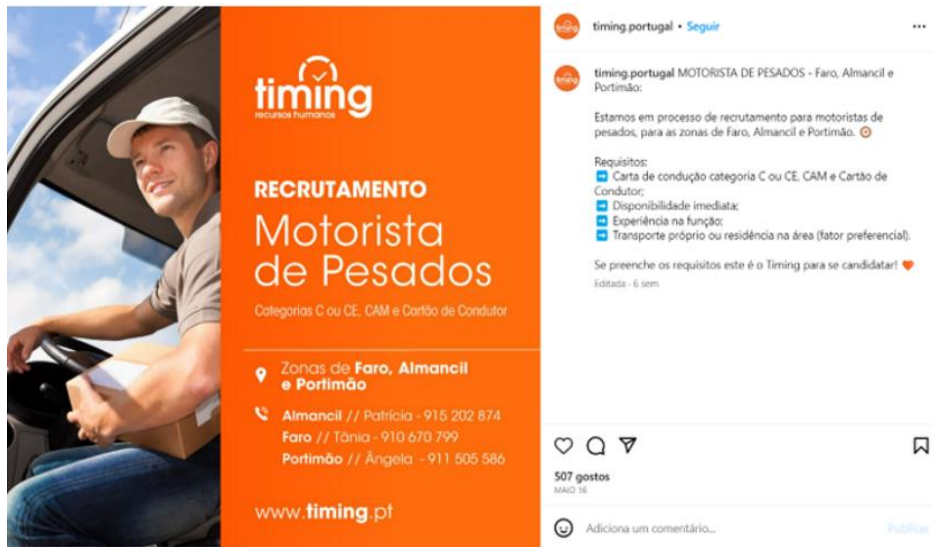 timing
recursos humanos
RECRUTAMENTO
Motorista
de Pesados
Categorias C ou CE, CAM e Cartão de Condutor
Zonas de Faro, Almancil
e Portimão
Almancil // Patrícia - 915 202 874
Faro // Tânia - 910 670 799
Portimão // Ângela - 911 505 586
www.timing.pt
timing.portugal • Seguir
timing.portugal MOTORISTA DE PESADOS - Faro, Almancil e
Portimão:
Estamos em processo de recrutamento para motoristas de
pesados, para as zonas de Faro, Almancil e Portimão.
Requisitos:
➡ Carta de condução categoria C ou CE, CAM e Cartão de
Condutor;
➡ Disponibilidade imediata;
➡ Experiência na função;
➡ Transporte próprio ou residência na área (fator preferencial).
Se preenche os requisitos este é o Timing para se candidatar! 🧡
Editada · 6 sem
507 gostos
MAIO 16
Adiciona um comentário...
Publicar